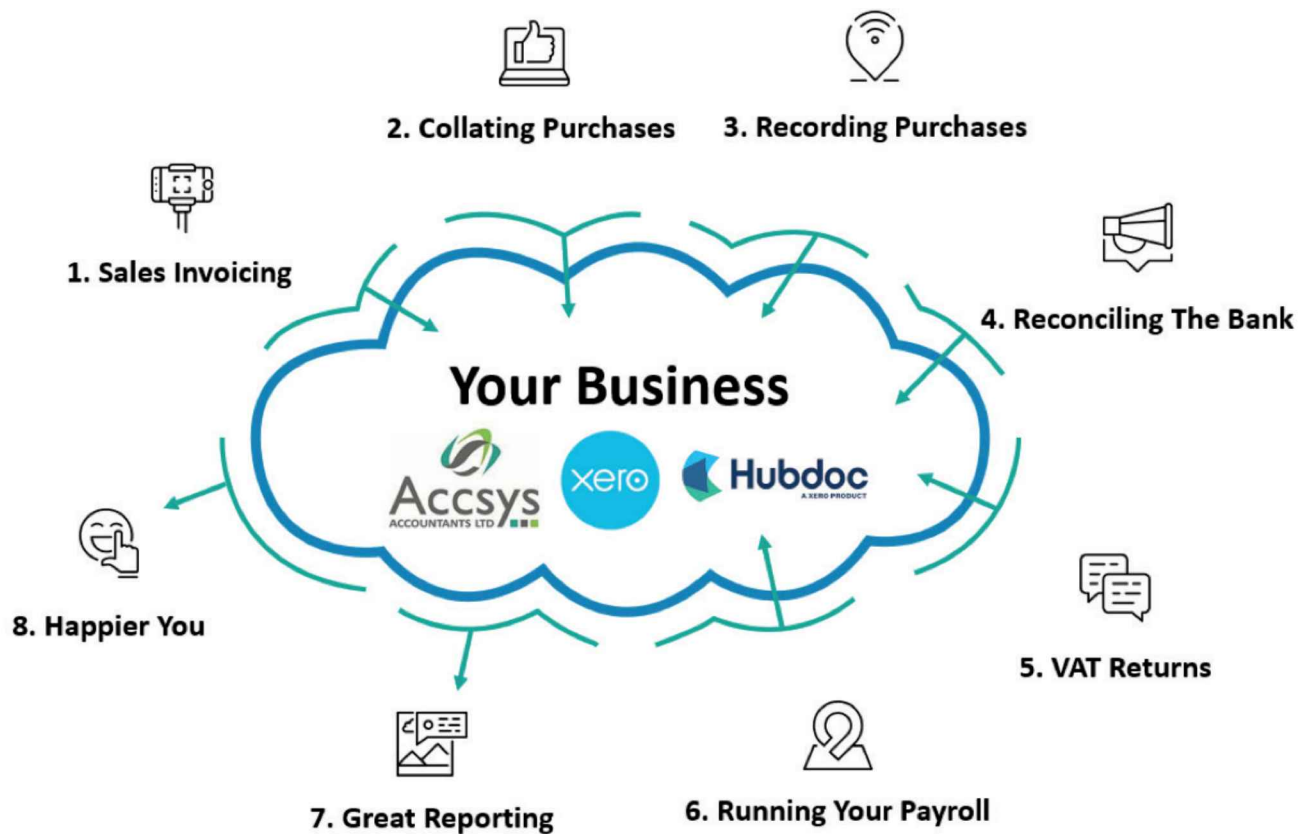 2. Collating Purchases
3. Recording Purchases
1. Sales Invoicing
4. Reconciling The Bank
Your Business
Accsys
ACCOUNTANTS LTD
xero
Hubdoc
A XERO PRODUCT
8. Happier You
5. VAT Returns
7. Great Reporting
6. Running Your Payroll